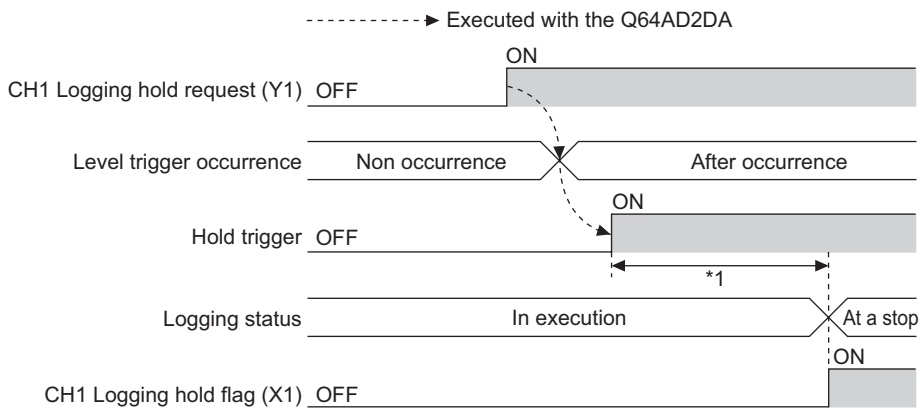 Executed with the Q64AD2DA
ON
CH1 Logging hold request (Y1) OFF
Level trigger occurrence Non occurrence After occurrence
ON
Hold trigger OFF
*1
Logging status In execution At a stop
ON
CH1 Logging hold flag (X1) OFF